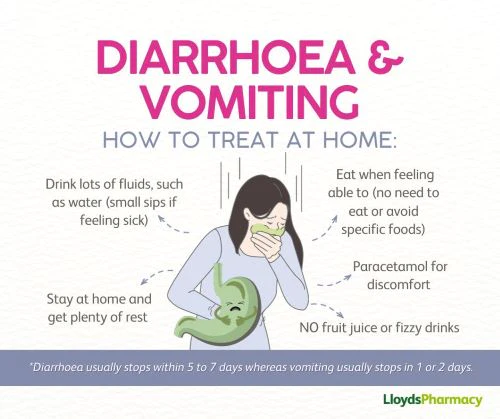 DIARRHOEA &
VOMITING
HOW TO TREAT AT HOME:
Drink lots of fluids, such
as water (small sips if
feeling sick)
Eat when feeling
able to (no need to
eat or avoid
specific foods)
Stay at home and
get plenty of rest
Paracetamol for
discomfort
NO fruit juice or fizzy drinks
*Diarrhoea usually stops within 5 to 7 days whereas vomiting usually stops in 1 or 2 days.
LloydsPharmacy